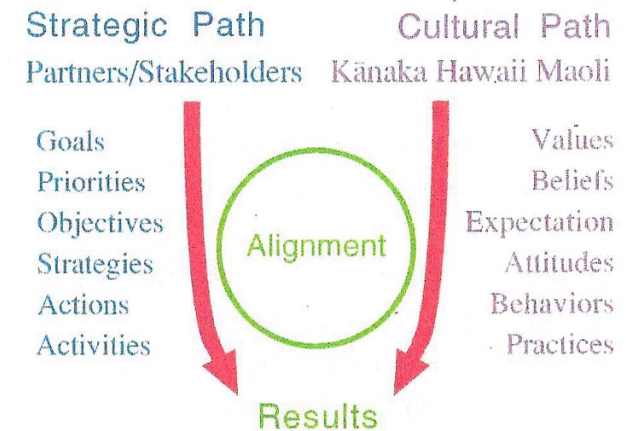 Strategic Path
Partners/Stakeholders
Goals
Priorities
Objectives
Strategies
Actions
Activities
Cultural Path
Kānaka Hawaii Maoli
Values
Beliefs
Expectation
Attitudes
Behaviors
Practices
Alignment
Results